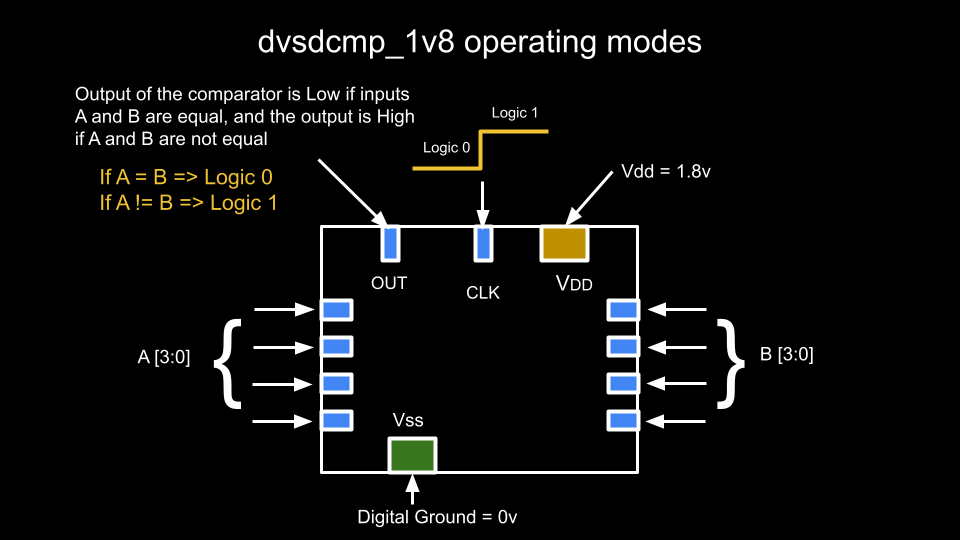 dvsdcmp_1v8 operating modes
Output of the comparator is Low if inputs
A and B are equal, and the output is High
if A and B are not equal
If A = B => Logic 0
If A != B => Logic 1
Logic 1
Logic 0
Vdd = 1.8v
OUT
CLK
VDD
A [3:0]
{
}
B [3:0]
Vss
Digital Ground = 0v